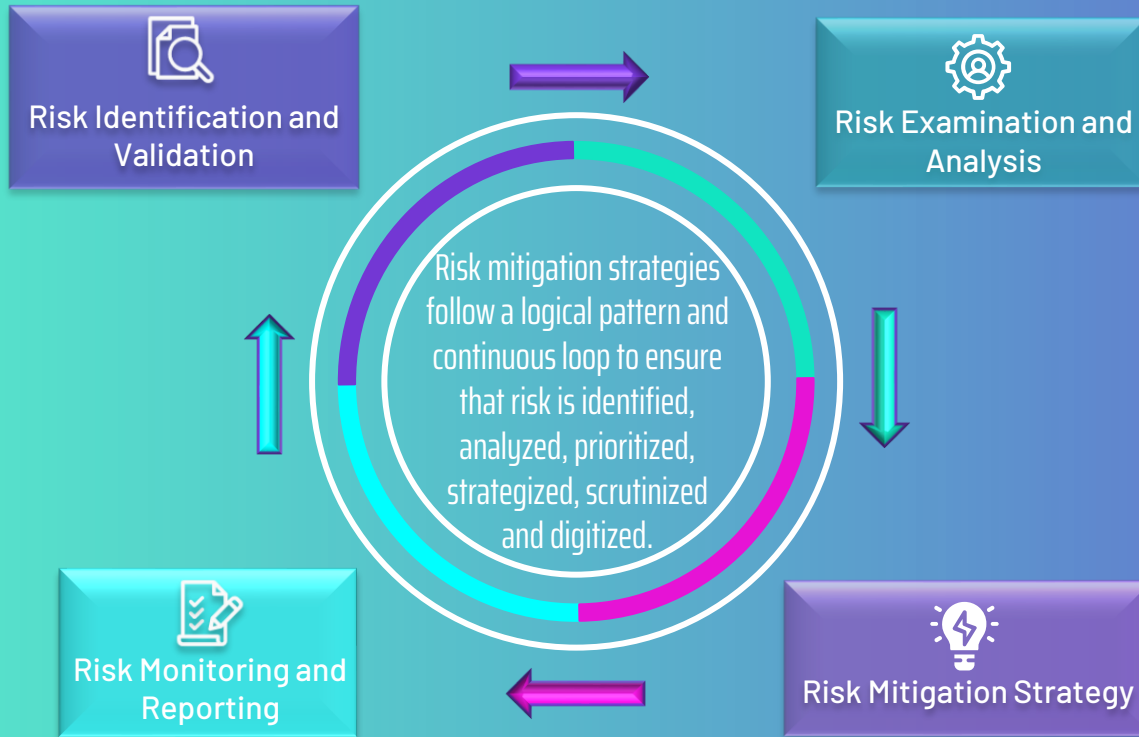 Risk Identification and
Validation
Risk Examination and
Analysis
Risk mitigation strategies
follow a logical pattern and
continuous loop to ensure
that risk is identified,
analyzed, prioritized,
strategized, scrutinized
and digitized.
Risk Monitoring and
Reporting
Risk Mitigation Strategy